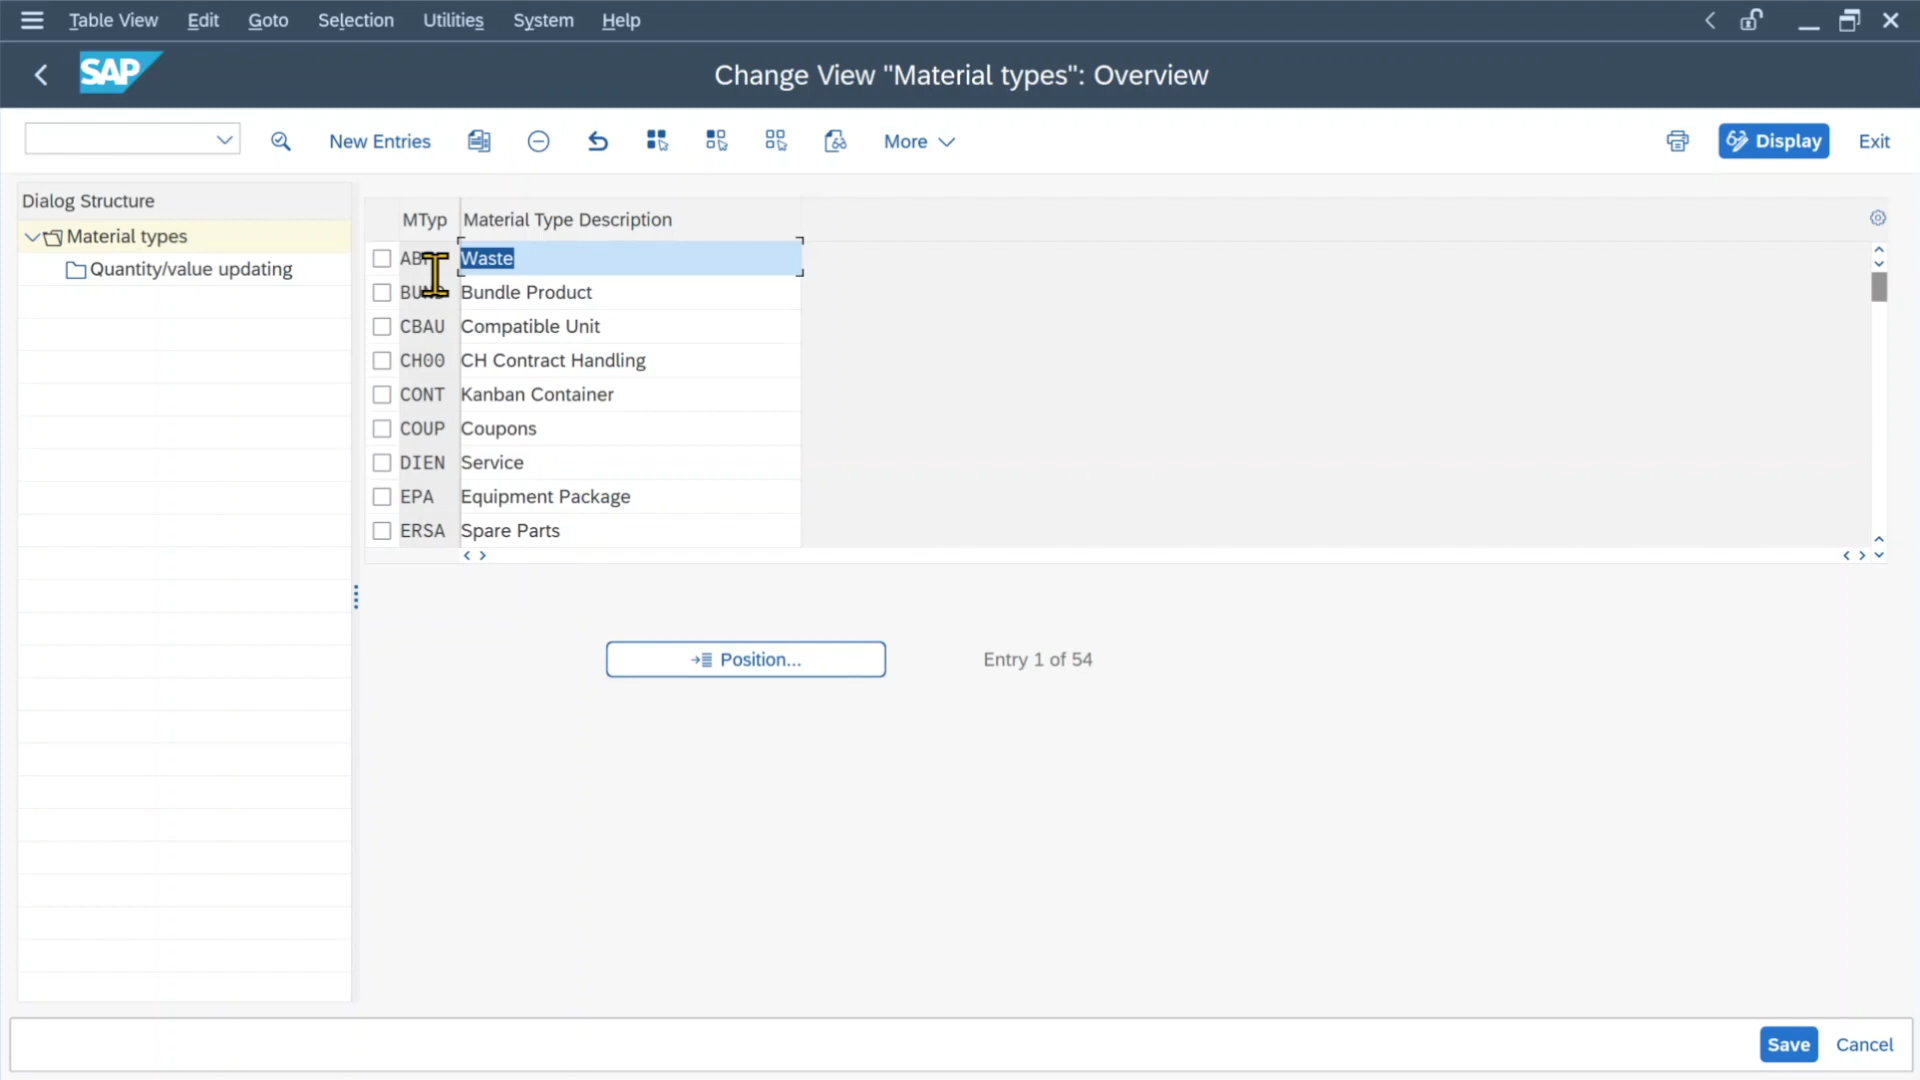 Table View Edit Goto Selection Utilities System Help
SAP Change View "Material types": Overview
New Entries More Display Exit
Dialog Structure
Material types
Quantity/value updating
MTyp Material Type Description
Waste
Bundle Product
CBAU Compatible Unit
CH00 CH Contract Handling
CONT Kanban Container
COUP Coupons
DIEN Service
EPA Equipment Package
ERSA Spare Parts
Position... Entry 1 of 54
Save Cancel